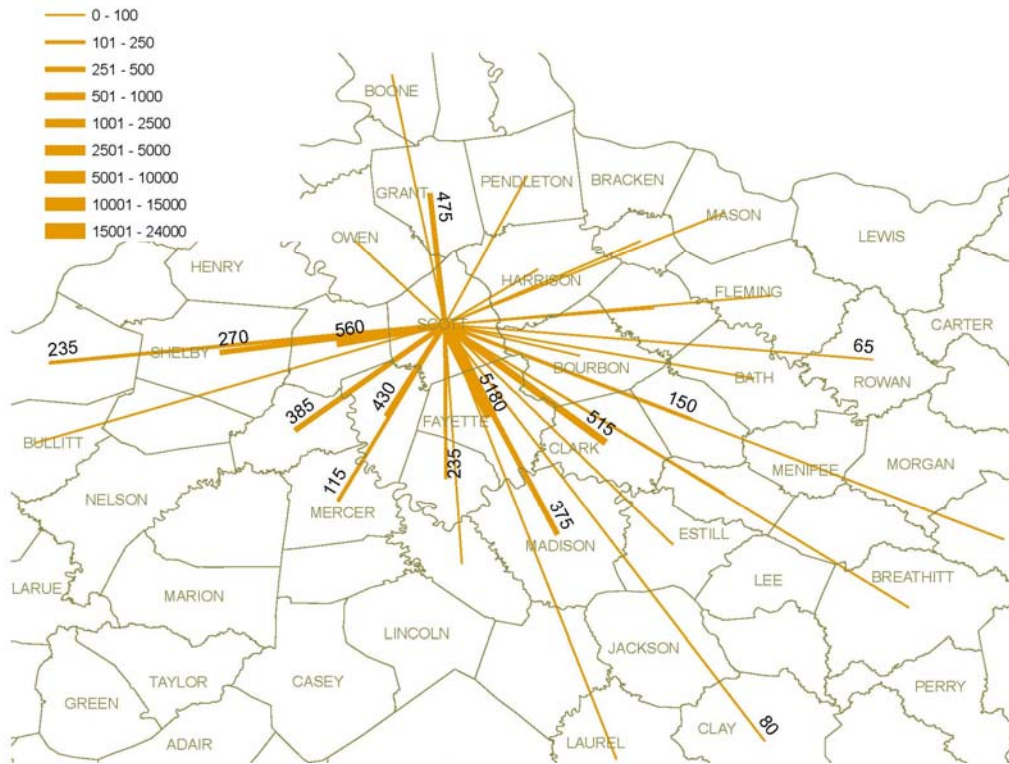 0 - 100
101 - 250
251 - 500
501 - 1000
1001 - 2500
2501 - 5000
5001 - 10000
10001 - 15000
15001 - 24000
BOONE
GRANT
475
PENDLETON
BRACKEN
MASON
LEWIS
OWEN
HENRY
HARRISON
FLEMING
SCOTT
CARTER
235
SHELBY
270
560
65
BOURBON
BATH
ROWAN
385
430
5180
515
150
BULLITT
FAYETTE
CLARK
MENIFEE
MORGAN
235
115
NELSON
MERCER
375
MADISON
ESTILL
LARUE
MARION
LEE
BREATHITT
LINCOLN
JACKSON
TAYLOR
CASEY
PERRY
GREEN
CLAY
80
ADAIR
LAUREL